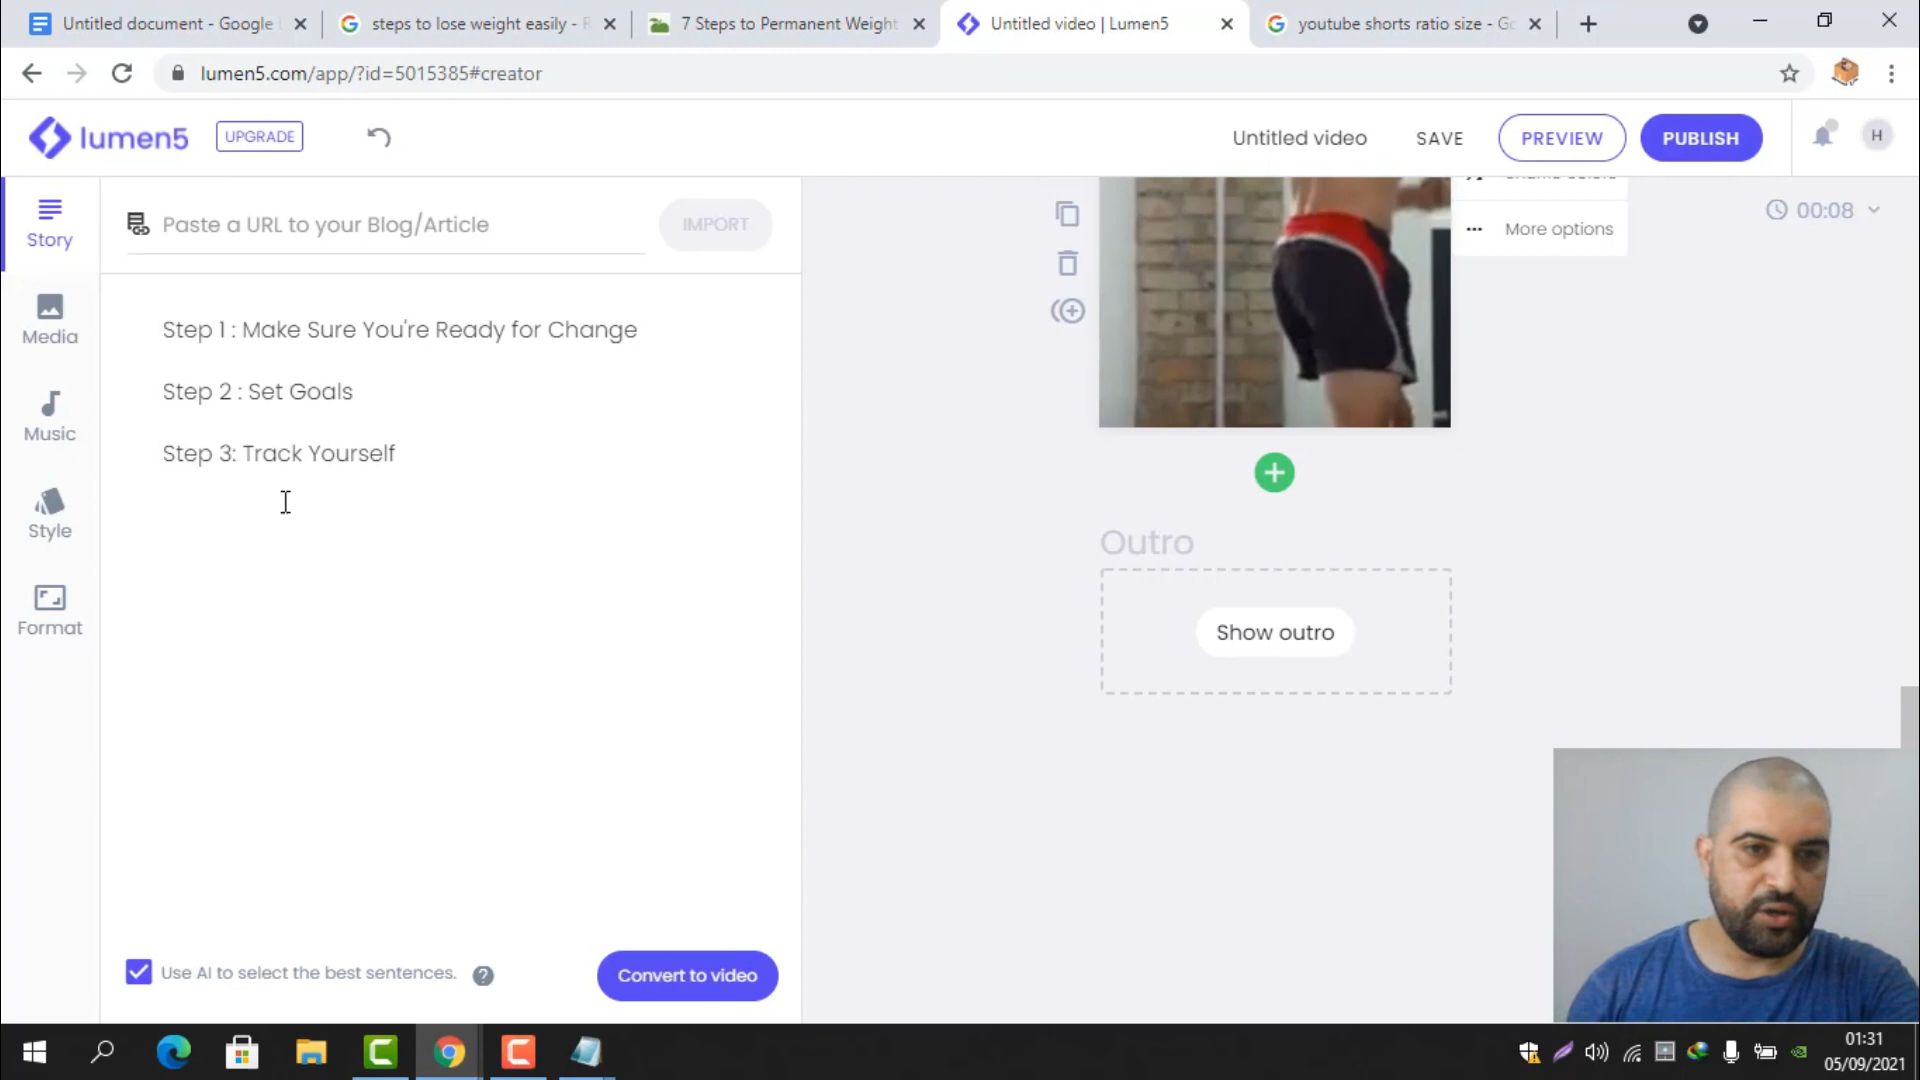 Untitled document - Google
steps to lose weight easily - R
7 Steps to Permanent Weight
Untitled video | Lumen5
youtube shorts ratio size - Go
lumen5.com/app/?id=5015385#creator
lumen5
UPGRADE
Untitled video
SAVE
PREVIEW
PUBLISH
H
Story
Paste a URL to your Blog/Article
IMPORT
More options
00:08
Media
Step 1 : Make Sure You're Ready for Change
Step 2 : Set Goals
Music
Step 3: Track Yourself
Style
Outro
Format
Show outro
Use AI to select the best sentences.
?
Convert to video
01:31
05/09/2021